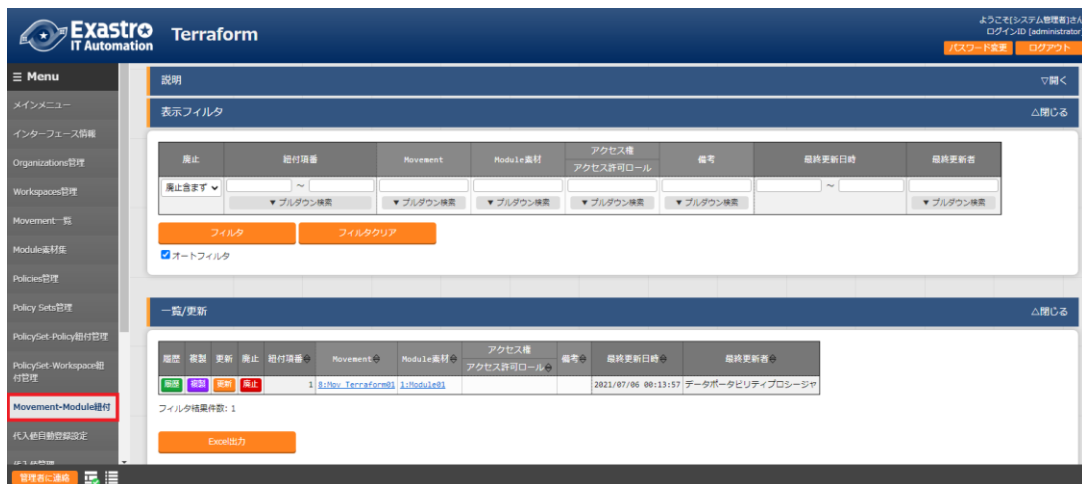 Exastro
IT Automation
Terraform
ようこそ[システム管理者]さん
ログインID [administrator
パスワード変更 ログアウト
Menu
メインメニュー
インターフェース情報
Organizations管理
Workspaces管理
Movement一覧
Module素材集
Policies管理
Policy Sets管理
PolicySet-Policy紐付管理
PolicySet-Workspace紐
付管理
Movement-Module紐付
代入値自動登録設定
代入値管理
説明 ▽開く
表示フィルタ △閉じる
廃止 紐付項番 Movement Module素材 アクセス権 備考 最終更新日時 最終更新者
アクセス許可ロール
廃止含まず ～ ～
▼ プルダウン検索 ▼ プルダウン検索 ▼ プルダウン検索 ▼ プルダウン検索 ▼ プルダウン検索 ▼ プルダウン検索
フィルタ フィルタクリア
オートフィルタ
一覧/更新 △閉じる
履歴 複製 更新 廃止 紐付項番 Movement Module素材 アクセス権 備考 最終更新日時 最終更新者
アクセス許可ロール
履歴 複製 更新 廃止 1 8:Mov_Terraform01 1:Module01 2021/07/06 00:13:57 データポータビリティプロシージャ
フィルタ結果件数: 1
Excel出力
管理者に連絡